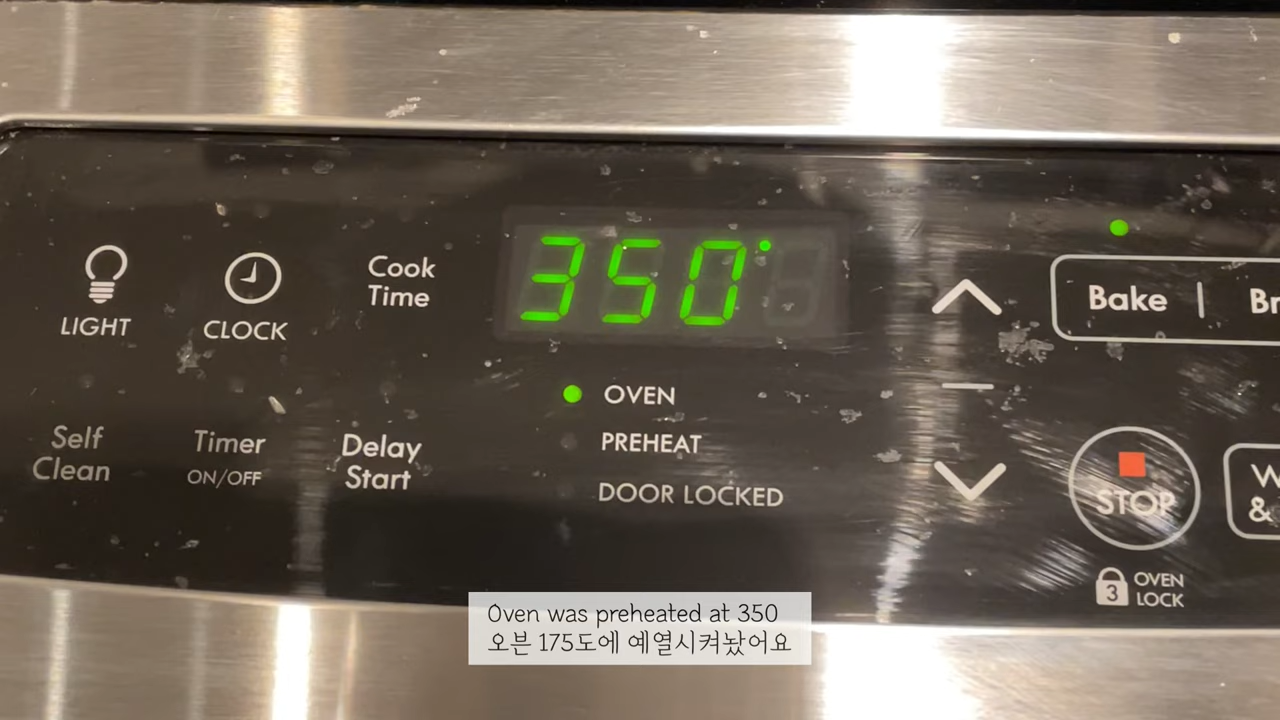 350°
LIGHT
CLOCK
Cook
Time
Bake
OVEN
PREHEAT
DOOR LOCKED
Self
Clean
Timer
ON/OFF
Delay
Start
STOP
3
OVEN
LOCK
Oven was preheated at 350
오븐 175도에 예열시켜놨어요